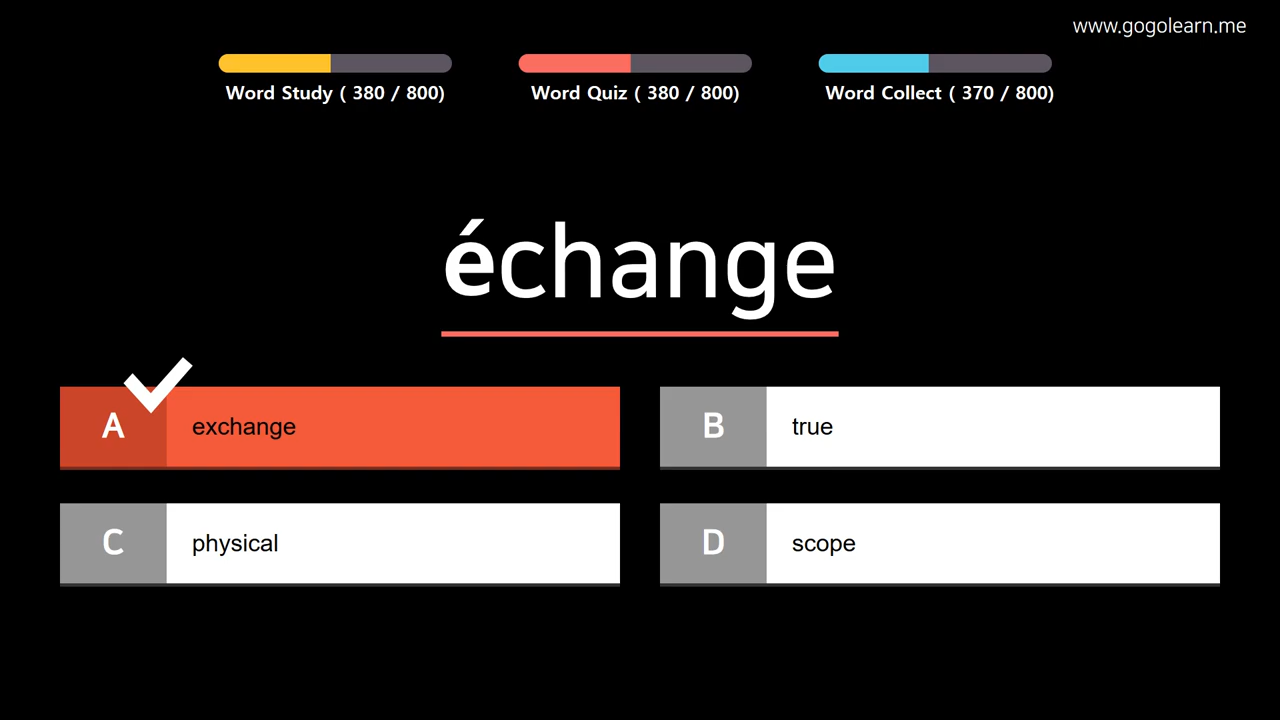 www.gogolearn.me
Word Study ( 380 / 800)
Word Quiz ( 380 / 800)
Word Collect ( 370 / 800)
échange
A exchange
B true
C physical
D scope